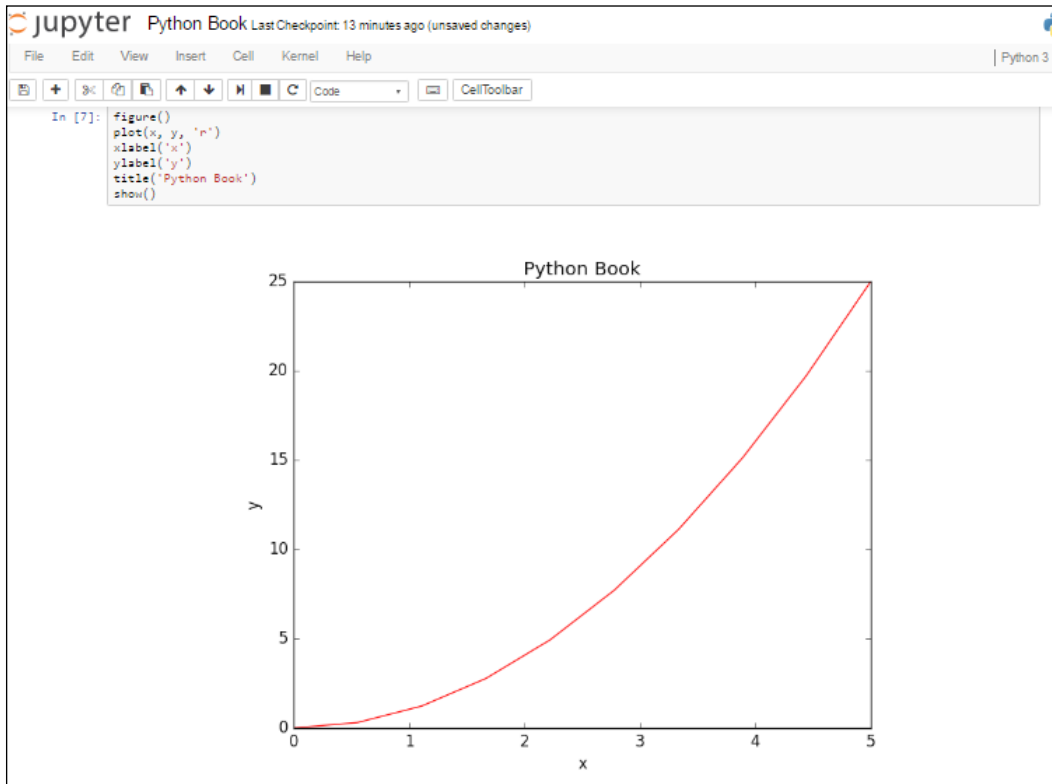 jupyter Python Book Last Checkpoint: 13 minutes ago (unsaved changes)
File Edit View Insert Cell Kernel Help Python 3
Code CellToolbar
In [7]: figure()
plot(x, y, 'r')
xlabel('x')
ylabel('y')
title('Python Book')
show()
Python Book
25
20
15
y
10
5
0
0 1 2 3 4 5
x